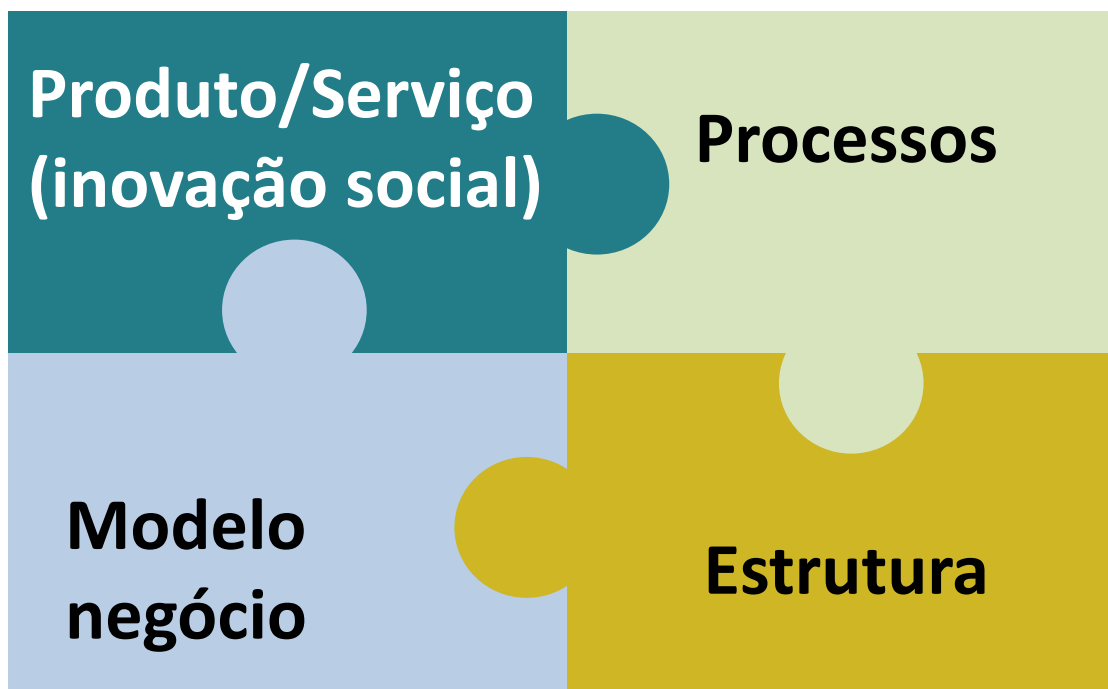 Produto/Serviço
(inovação social)
Processos
Modelo
negócio
Estrutura